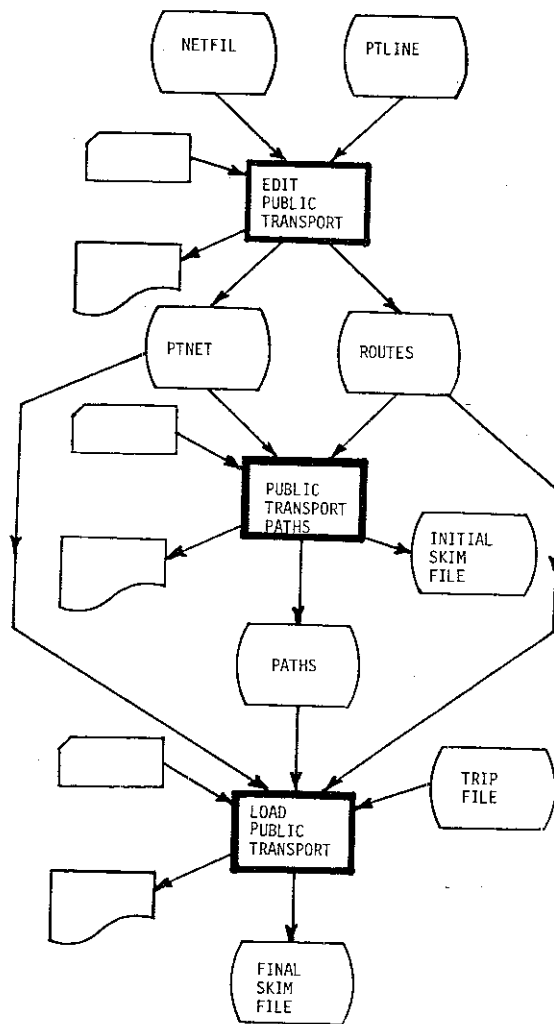 NETFIL
PTLINE
EDIT
PUBLIC
TRANSPORT
PTNET
ROUTES
PUBLIC
TRANSPORT
PATHS
INITIAL
SKIM
FILE
PATHS
LOAD
PUBLIC
TRANSPORT
TRIP
FILE
FINAL
SKIM
FILE